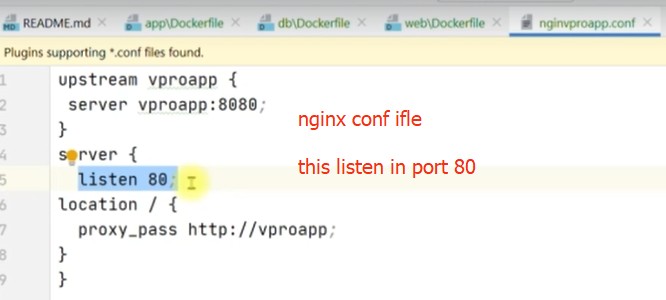 README.md app\Dockerfile db\Dockerfile web\Dockerfile nginvproapp.conf
Plugins supporting *.conf files found.
1 upstream vproapp {
2 server vproapp:8080;
3 }
4 server {
5 listen 80;
6 location / {
7 proxy_pass http://vproapp;
8 }
9 }
nginx conf ifle
this listen in port 80